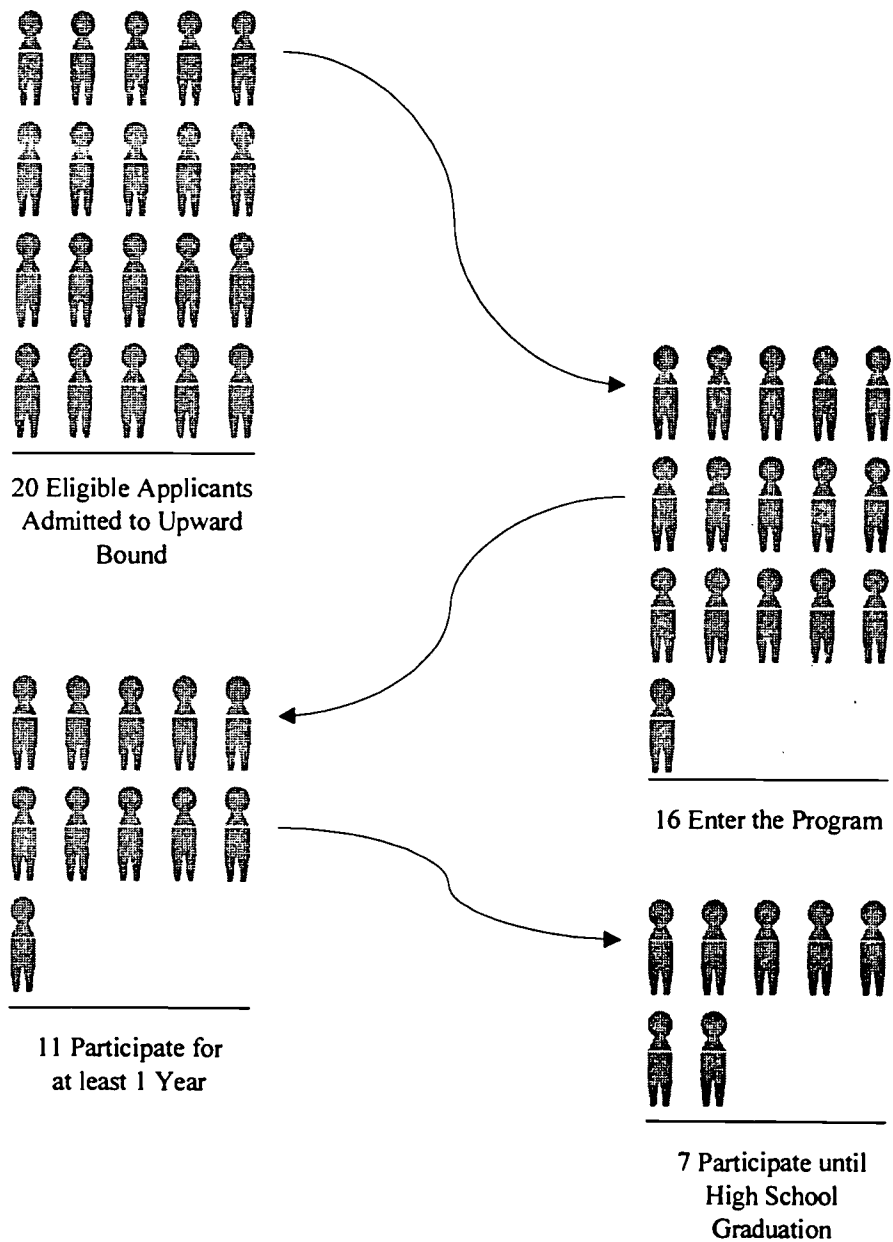 20 Eligible Applicants
Admitted to Upward
Bound
16 Enter the Program
11 Participate for
at least 1 Year
7 Participate until
High School
Graduation